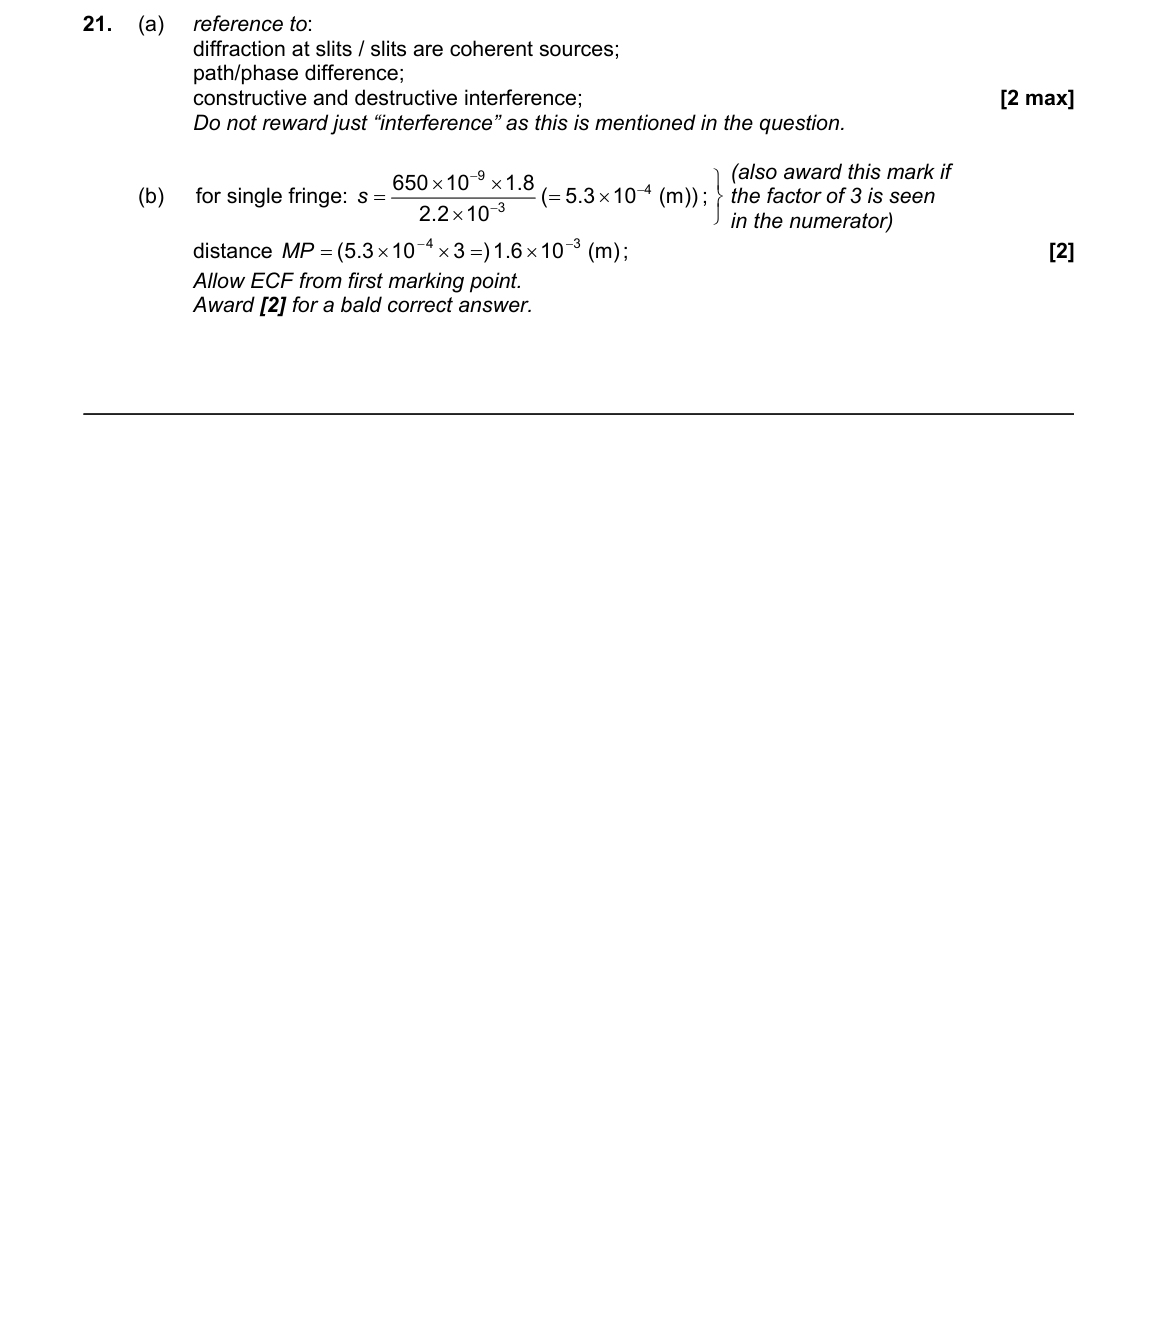 21. (a) reference to:
diffraction at slits / slits are coherent sources;
path/phase difference;
constructive and destructive interference; [2 max]
Do not reward just “interference” as this is mentioned in the question.
(b) for single fringe: s = \frac{650×10⁻⁹ ×1.8}{2.2×10⁻³} (= 5.3×10⁻⁴ (m)); } (also award this mark if
the factor of 3 is seen
in the numerator)
distance MP = (5.3×10⁻⁴ ×3 =) 1.6×10⁻³ (m); [2]
Allow ECF from first marking point.
Award [2] for a bald correct answer.